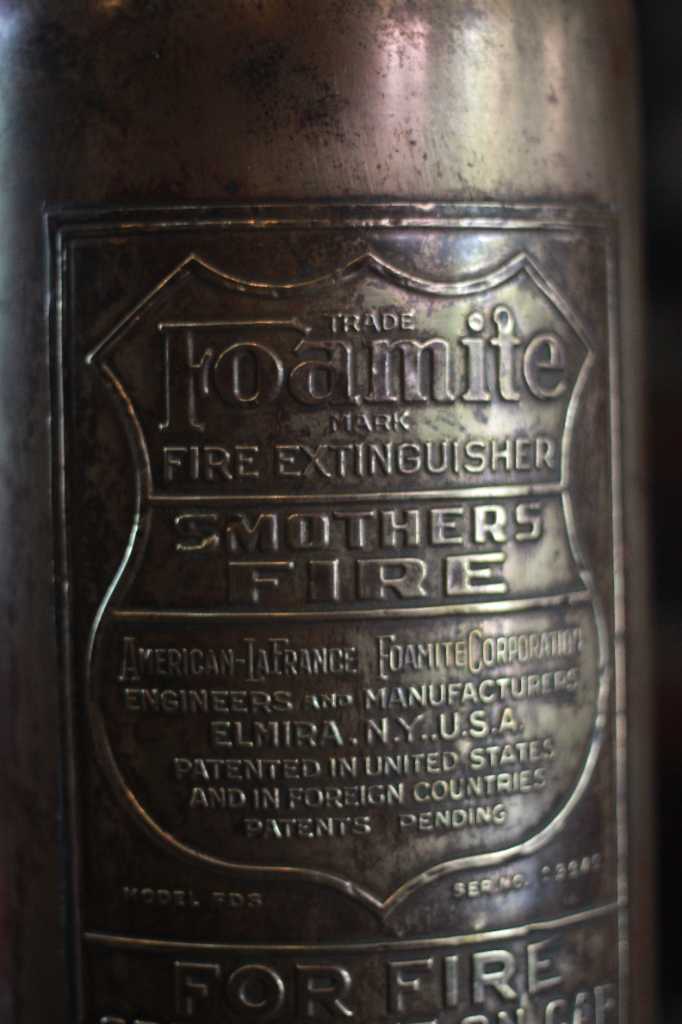 TRADE
Foamite
MARK
FIRE EXTINGUISHER
SMOTHERS
FIRE
AMERICAN-LAFRANCE FOAMITE CORPORATION
ENGINEERS AND MANUFACTURERS
ELMIRA, N.Y., U.S.A.
PATENTED IN UNITED STATES
AND IN FOREIGN COUNTRIES
PATENTS PENDING
MODEL FDS SER. NO.
FOR FIRE